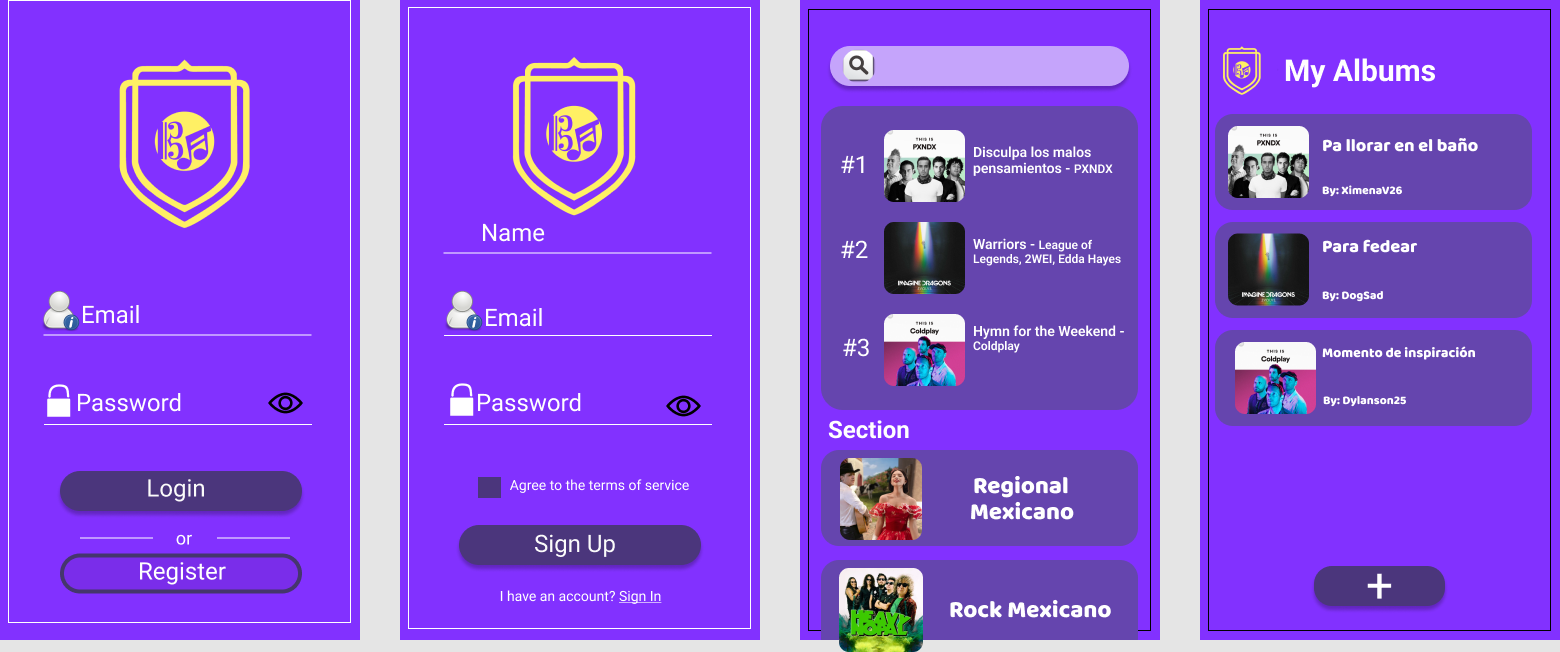 Email
Password
Login
or
Register
Name
Email
Password
Agree to the terms of service
Sign Up
I have an account? Sign In
#1
THIS IS
PXNDX
Disculpa los malos
pensamientos - PXNDX
#2
IMAGINE DRAGONS
Warriors - League of
Legends, 2WEI, Edda Hayes
#3
THIS IS
Coldplay
Hymn for the Weekend -
Coldplay
Section
Regional
Mexicano
HEAVY
NOPAL
Rock Mexicano
My Albums
THIS IS
PXNDX
Pa llorar en el baño
By: XimenaV26
IMAGINE DRAGONS
Para fedear
By: DogSad
THIS IS
Coldplay
Momento de inspiración
By: Dylanson25
+